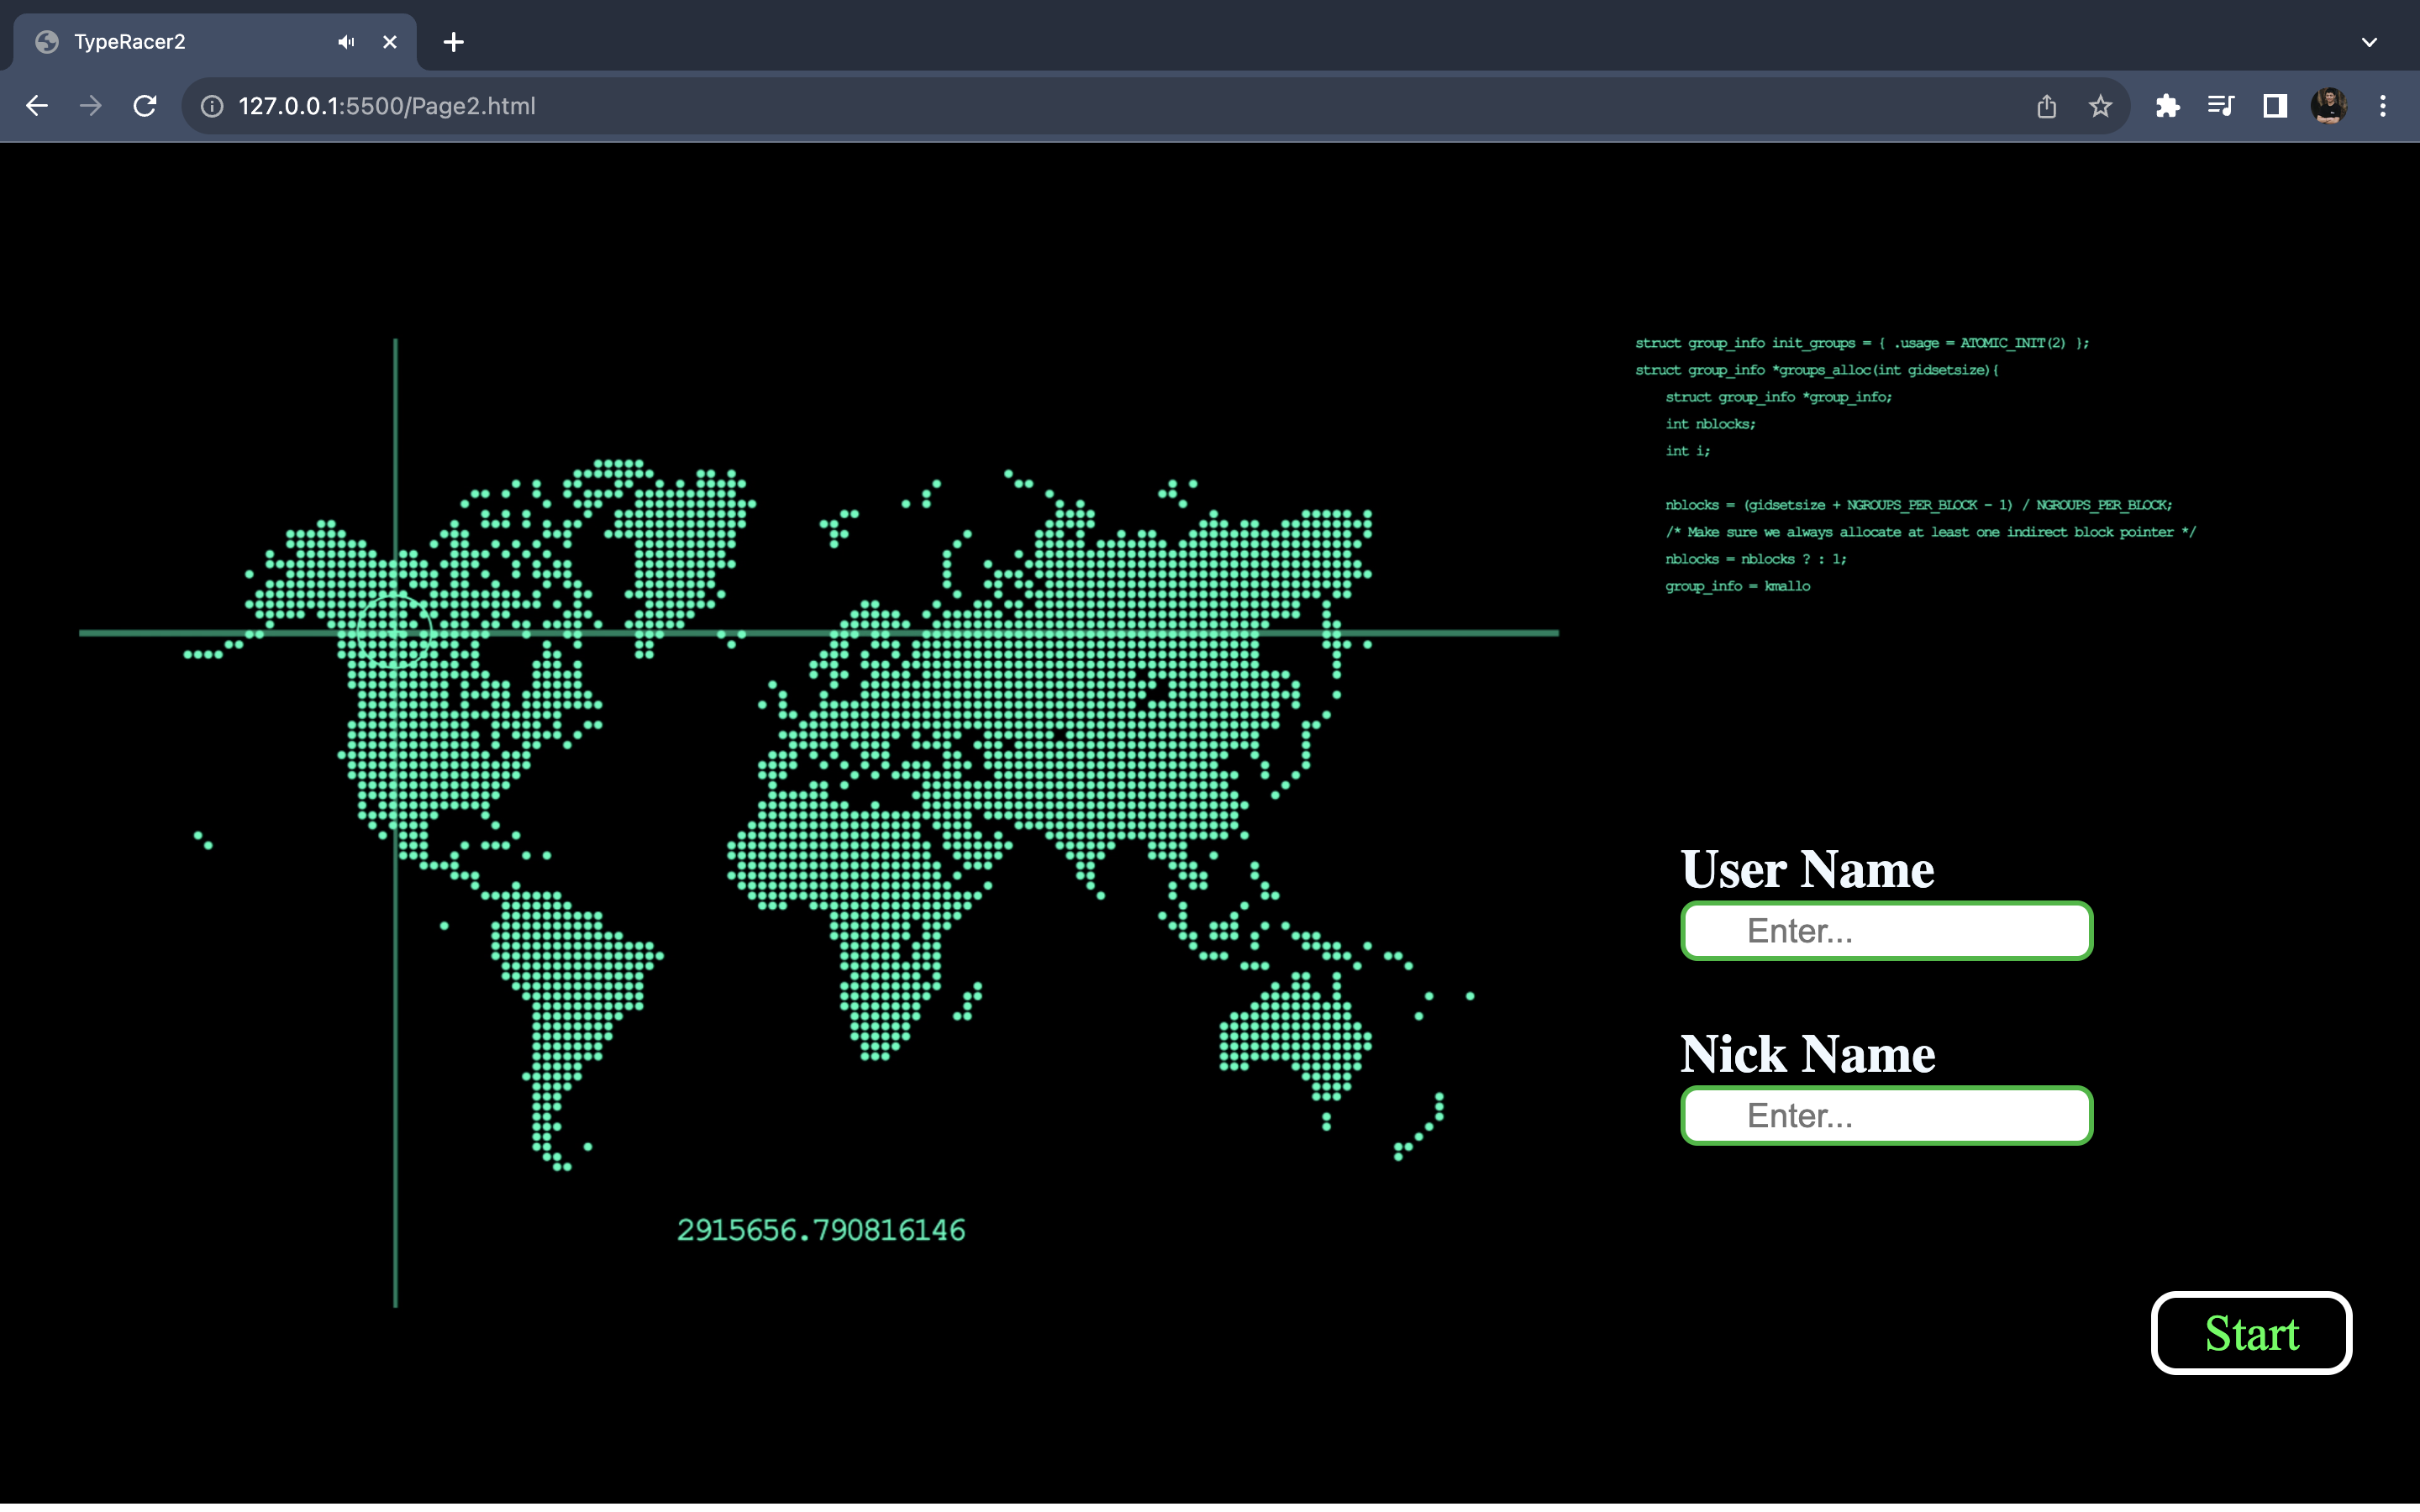 TypeRacer2
127.0.0.1:5500/Page2.html
struct group_info init_groups = { .usage = ATOMIC_INIT(2) };
struct group_info *groups_alloc(int gidsetsize){
struct group_info *group_info;
int nblocks;
int i;
nblocks = (gidsetsize + NGROUPS_PER_BLOCK - 1) / NGROUPS_PER_BLOCK;
/* Make sure we always allocate at least one indirect block pointer */
nblocks = nblocks ? : 1;
group_info = kmallo
User Name
Enter...
Nick Name
Enter...
2915656.790816146
Start